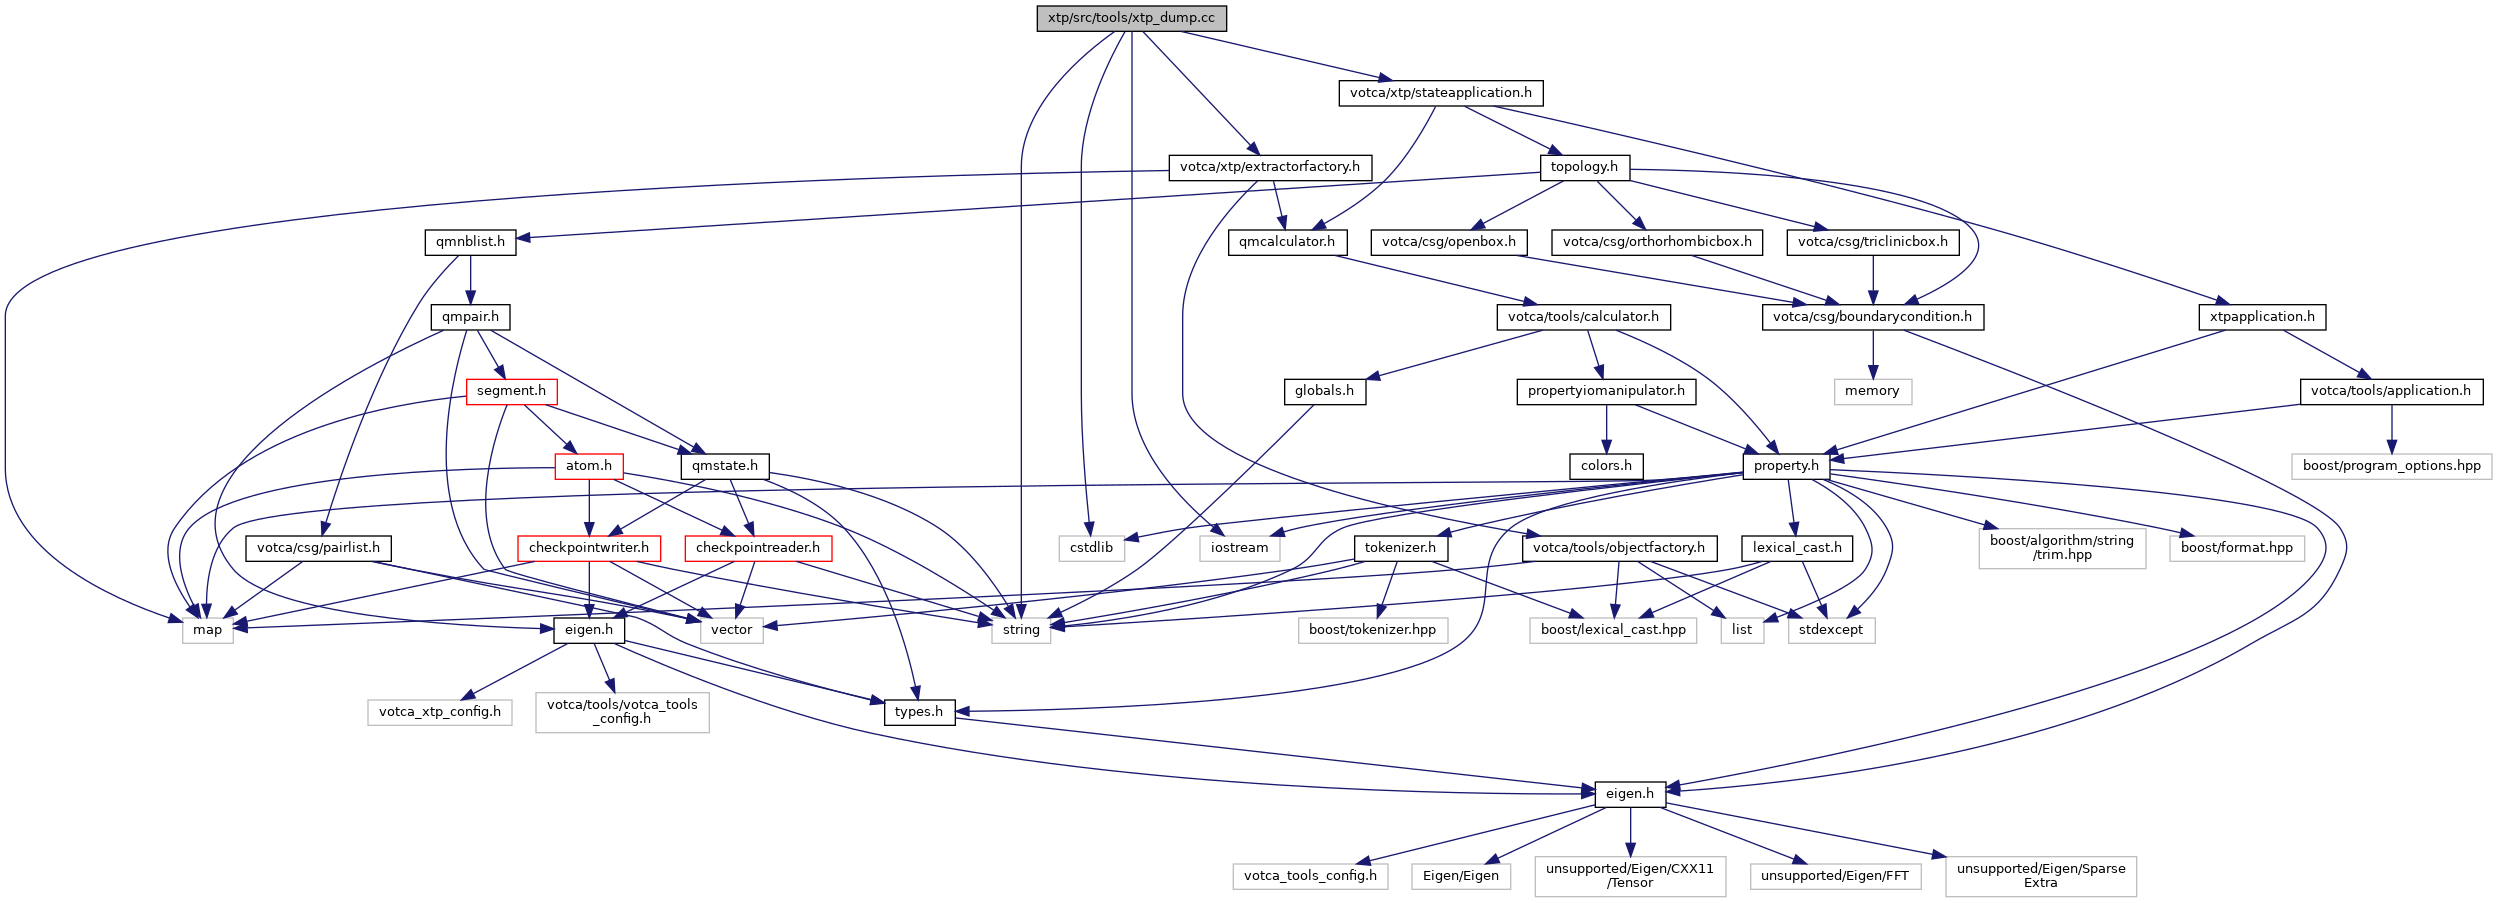 xtp/src/tools/xtp_dump.cc
votca/xtp/stateapplication.h
votca/xtp/extractorfactory.h
topology.h
qmnblist.h
qmcalculator.h
votca/csg/openbox.h
votca/csg/orthorhombicbox.h
votca/csg/triclinicbox.h
qmpair.h
votca/tools/calculator.h
votca/csg/boundarycondition.h
xtpapplication.h
segment.h
globals.h
propertyiomanipulator.h
memory
votca/tools/application.h
atom.h
qmstate.h
colors.h
property.h
boost/program_options.hpp
votca/csg/pairlist.h
checkpointwriter.h
checkpointreader.h
cstdlib
iostream
tokenizer.h
votca/tools/objectfactory.h
lexical_cast.h
boost/algorithm/string
/trim.hpp
boost/format.hpp
map
eigen.h
vector
string
boost/tokenizer.hpp
boost/lexical_cast.hpp
list
stdexcept
votca_xtp_config.h
votca/tools/votca_tools
_config.h
types.h
eigen.h
votca_tools_config.h
Eigen/Eigen
unsupported/Eigen/CXX11
/Tensor
unsupported/Eigen/FFT
unsupported/Eigen/Sparse
Extra